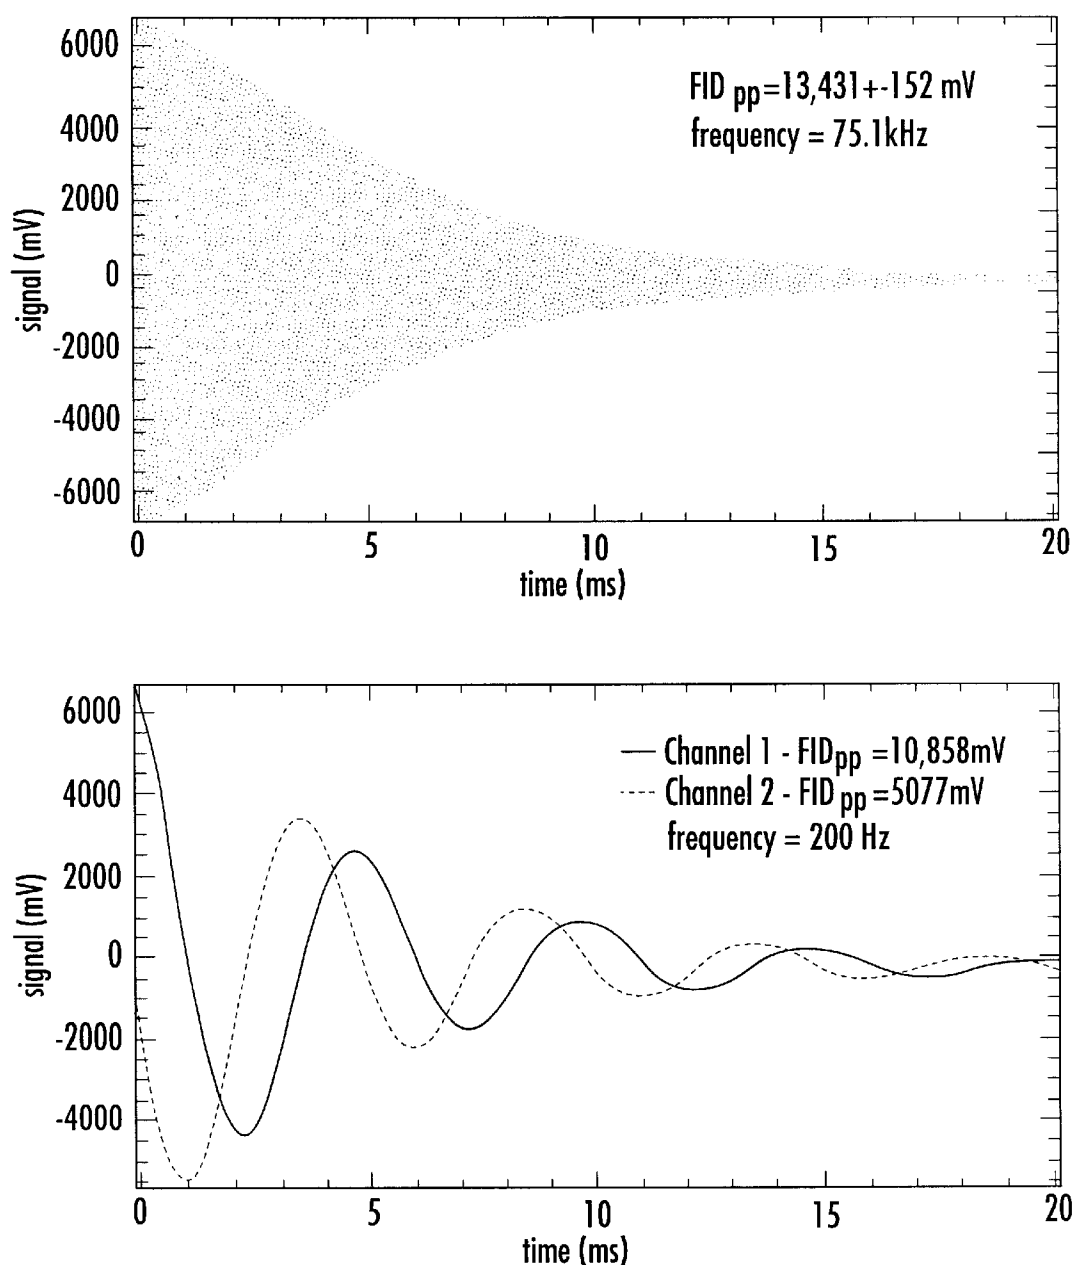 6000
4000
2000
0
-2000
-4000
-6000
signal (mV)
FID pp=13,431+-152 mV
frequency = 75.1kHz
0 5 10 15 20
time (ms)
6000
4000
2000
0
-2000
-4000
signal (mV)
Channel 1 - FIDpp =10,858mV
Channel 2 - FID pp =5077mV
frequency = 200 Hz
0 5 10 15 20
time (ms)